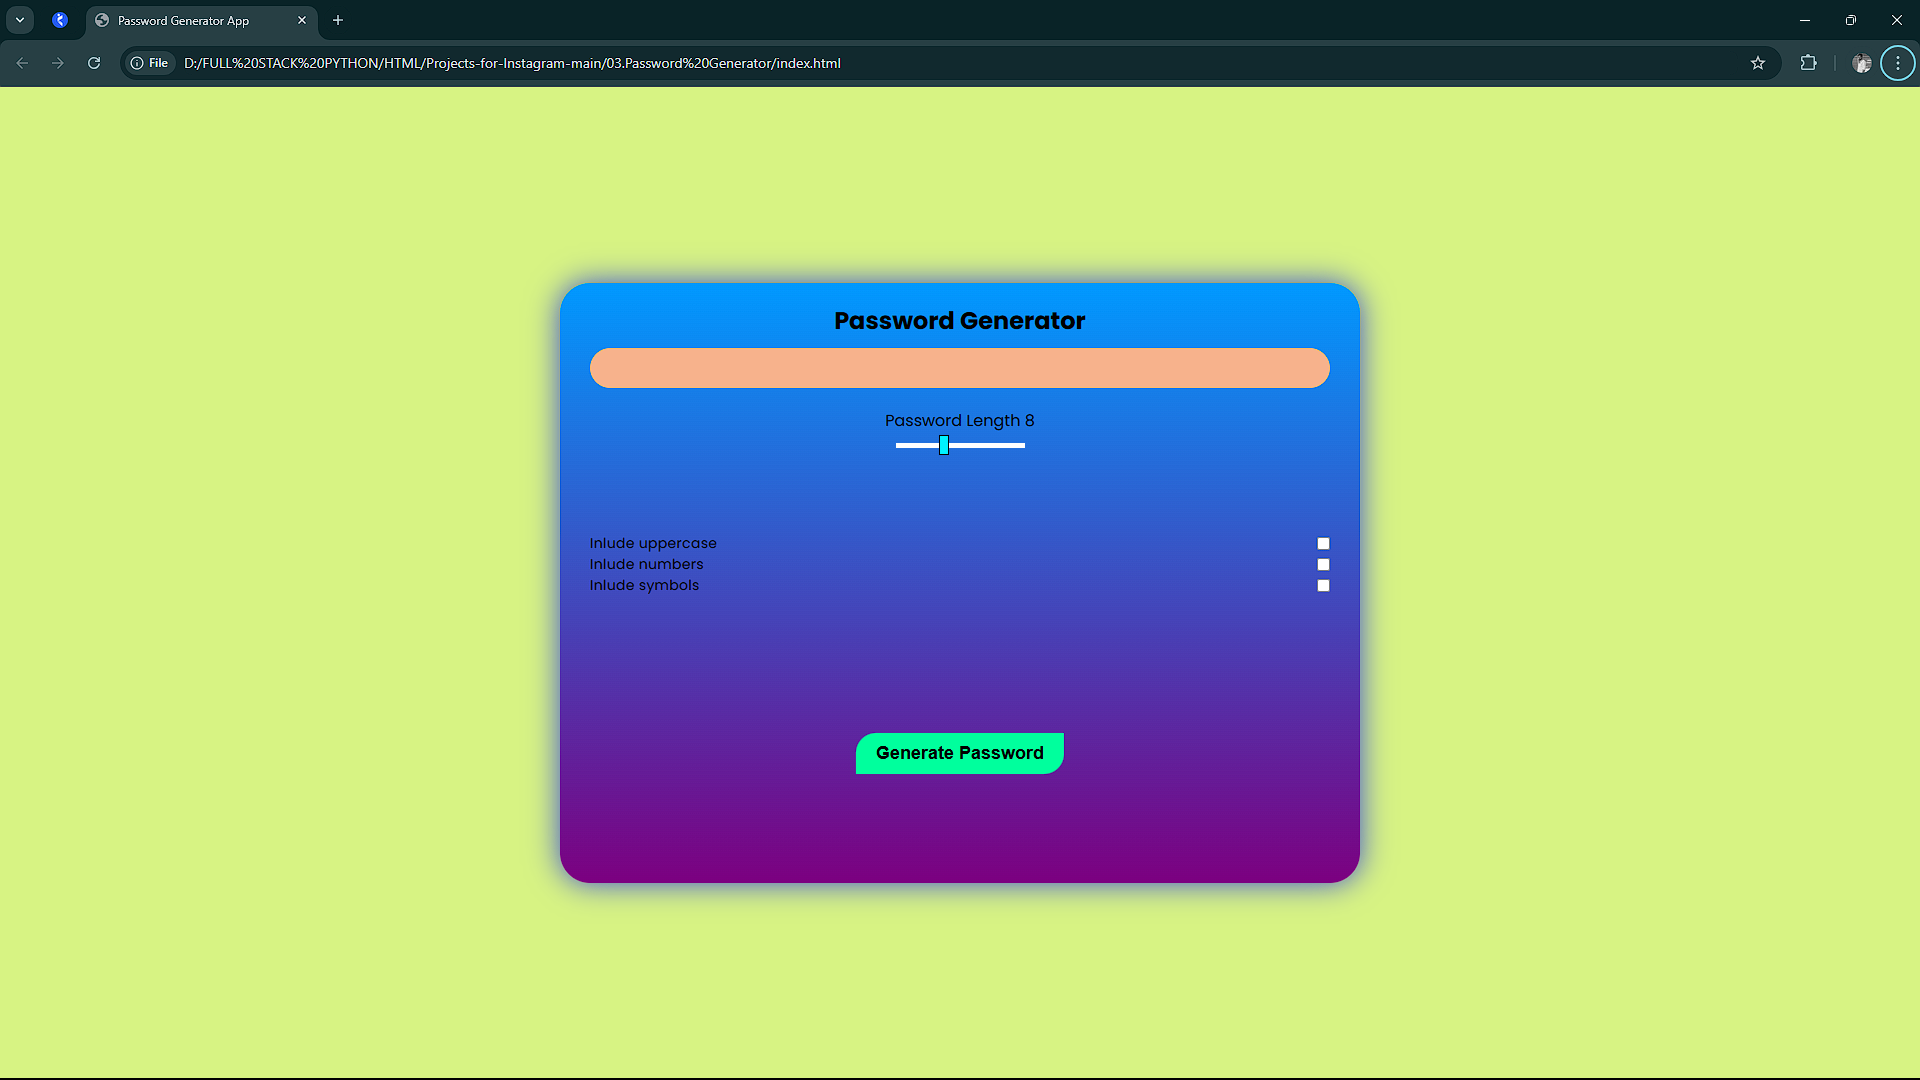 Password Generator App
File D:/FULL%20STACK%20PYTHON/HTML/Projects-for-Instagram-main/03.Password%20Generator/index.html
Password Generator
Password Length 8
Inlude uppercase
Inlude numbers
Inlude symbols
Generate Password